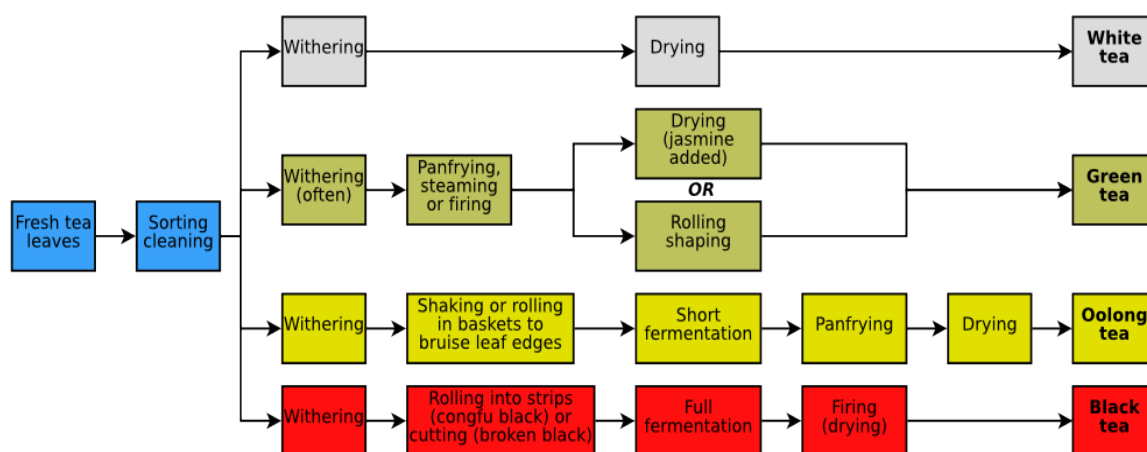 Withering
Drying
White
tea
Withering
(often)
Panfrying,
steaming
or firing
Drying
(jasmine
added)
OR
Rolling
shaping
Green
tea
Fresh tea
leaves
Sorting
cleaning
Withering
Shaking or rolling
in baskets to
bruise leaf edges
Short
fermentation
Panfrying
Drying
Oolong
tea
Withering
Rolling into strips
(congfu black) or
cutting (broken black)
Full
fermentation
Firing
(drying)
Black
tea